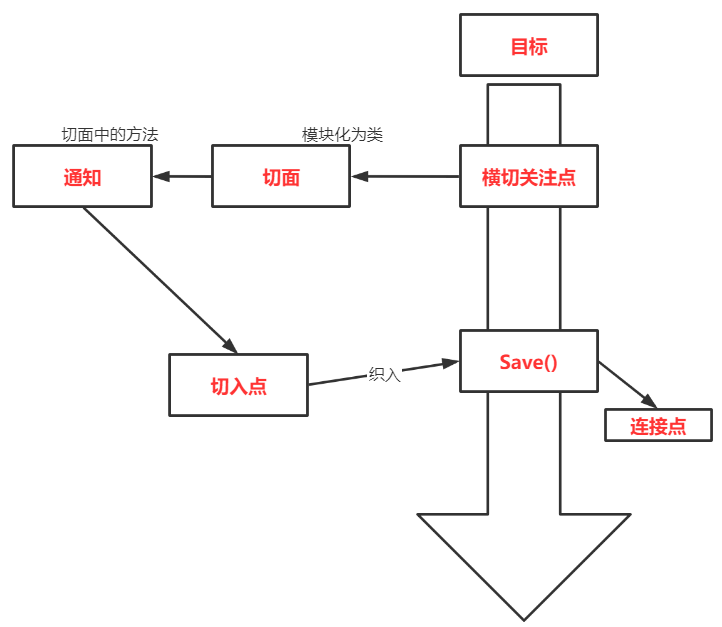 目标
切面中的方法
模块化为类
通知
切面
横切关注点
Save()
切入点
织入
连接点